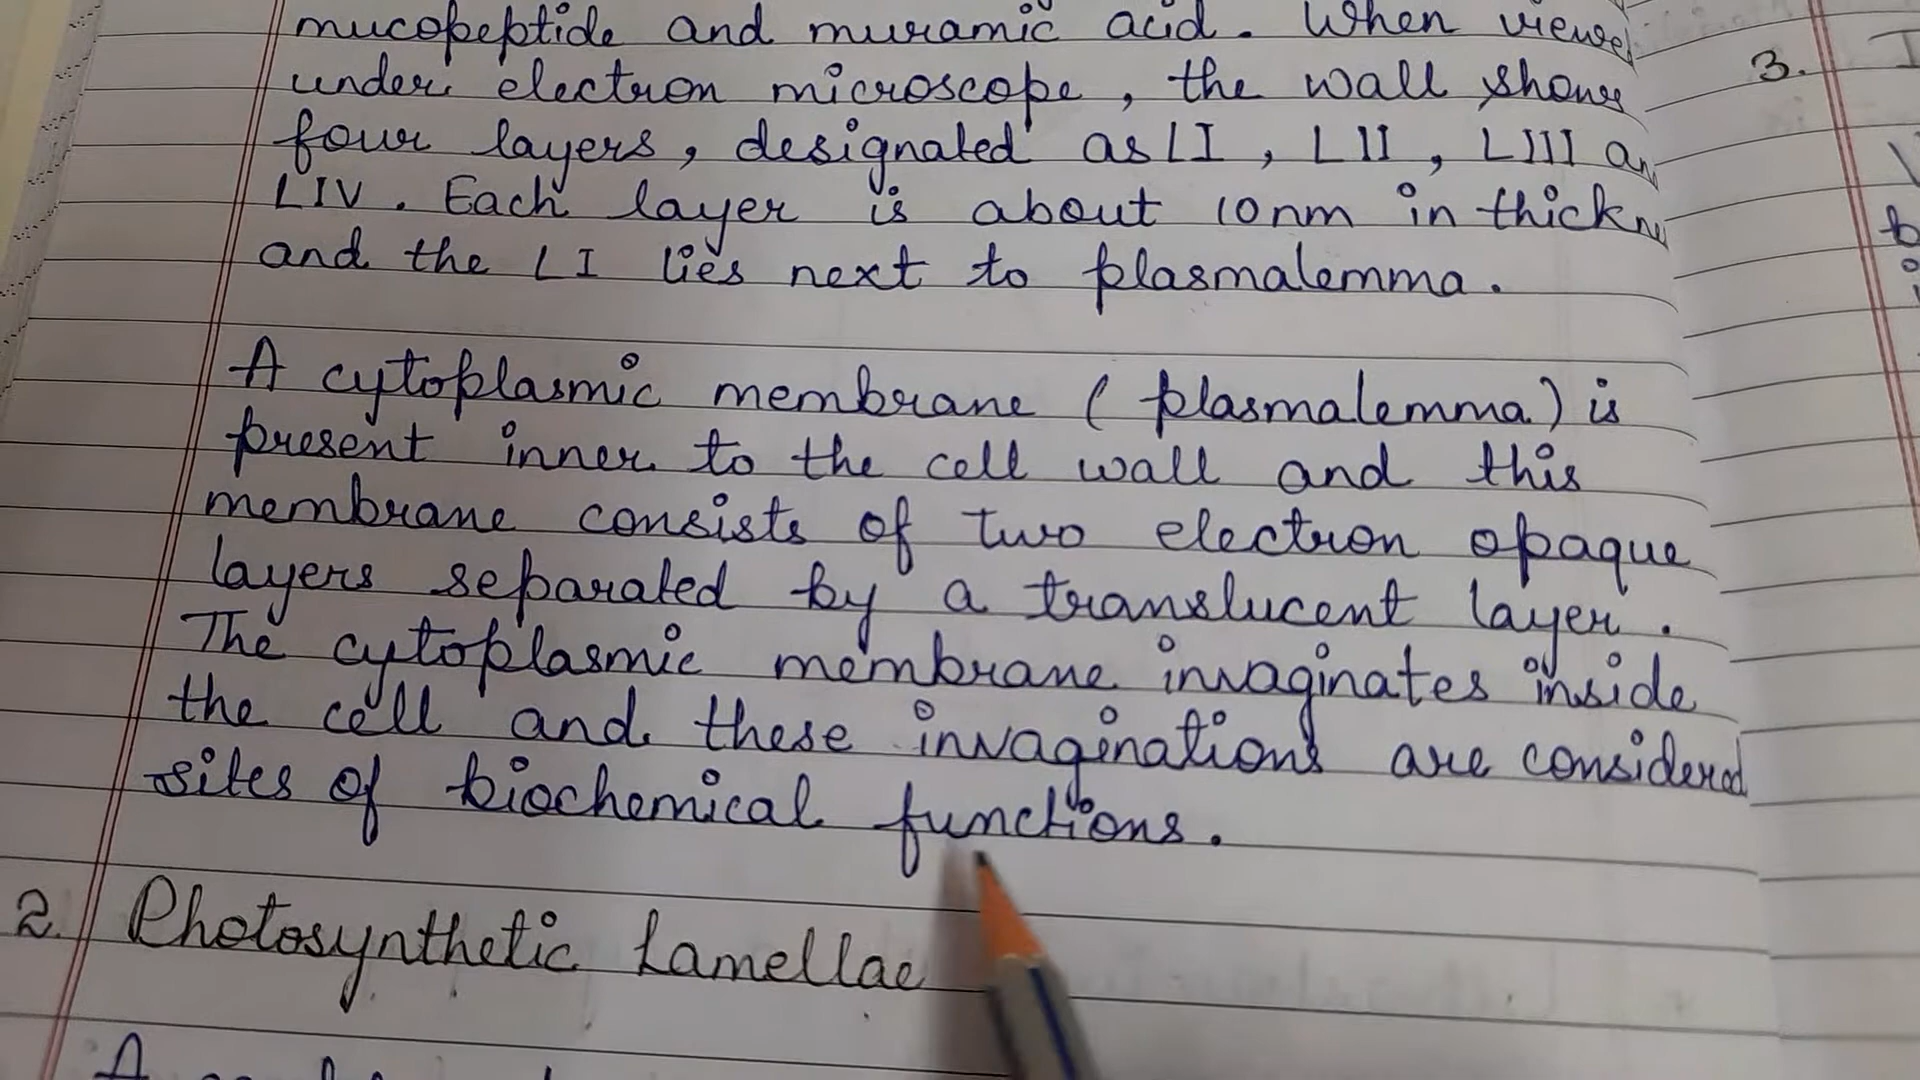 mucopeptide and muramic acid. When viewed
under electron microscope, the wall shows
four layers, designated as LI, LII, LIII an
LIV. Each layer is about 10nm in thickne
and the LI lies next to plasmalemma.
A cytoplasmic membrane (plasmalemma) is
present inner to the cell wall and this
membrane consists of two electron opaque
layers separated by a translucent layer.
The cytoplasmic membrane invaginates inside
the cell and these invaginations are considered
sites of biochemical functions.
2. Photosynthetic Lamellae
A
3.